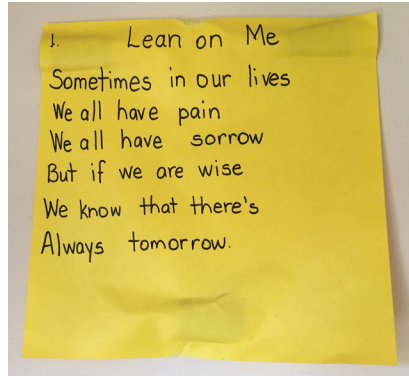 1. Lean on Me
Sometimes in our lives
We all have pain
We all have sorrow
But if we are wise
We know that there's
Always tomorrow.